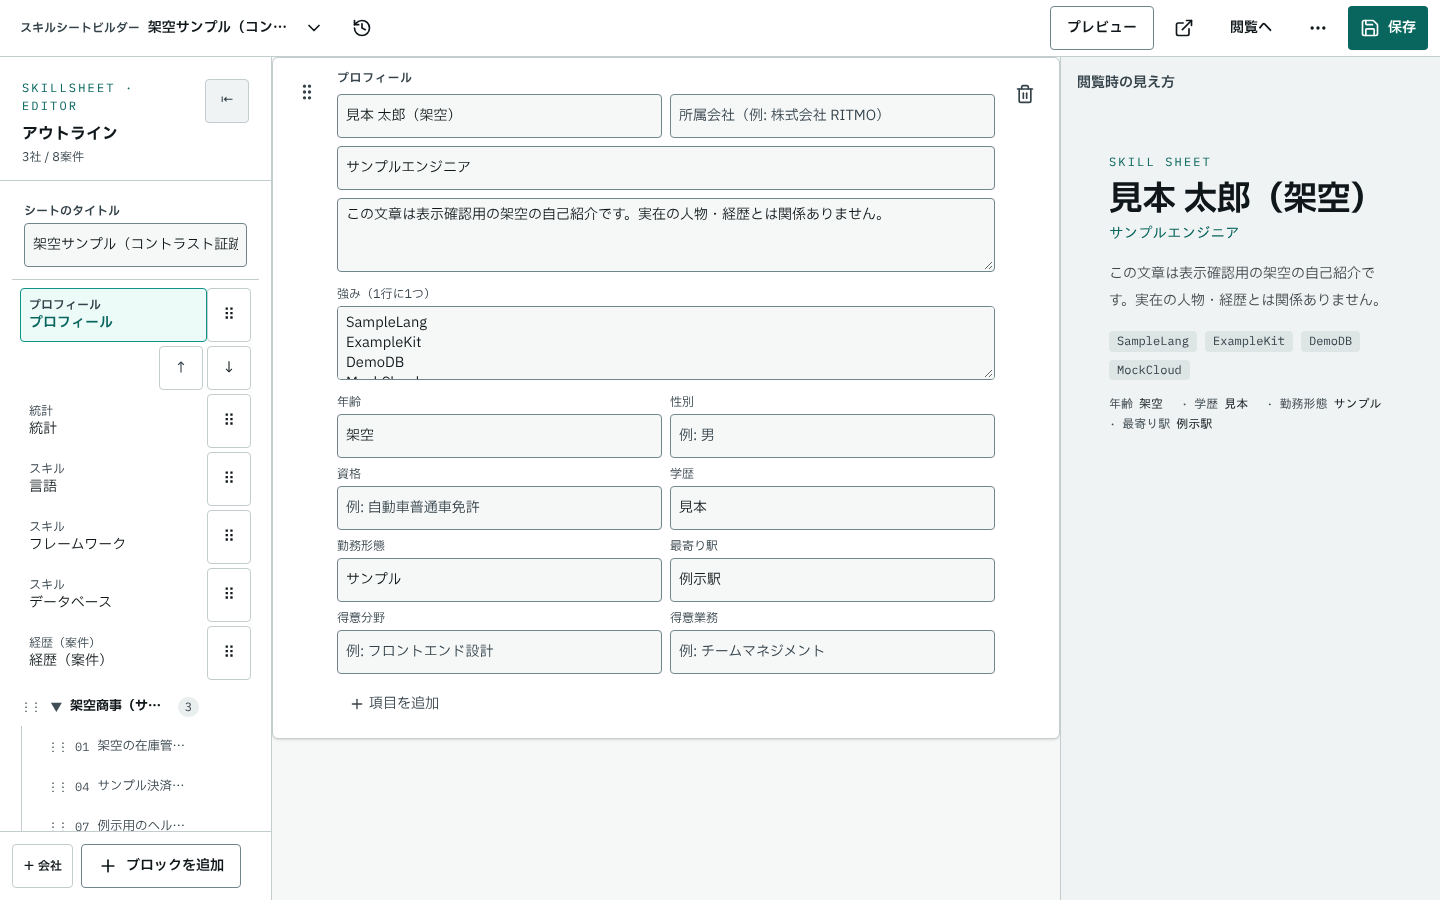 スキルシートビルダー 架空サンプル（コン…
プレビュー
閲覧へ
保存
SKILLSHEET ·
EDITOR
アウトライン
3社 / 8案件
シートのタイトル
架空サンプル（コントラスト証跡
プロフィール
プロフィール
↑ ↓
統計
統計
スキル
言語
スキル
フレームワーク
スキル
データベース
経歴（案件）
経歴（案件）
▼ 架空商事（サ… 3
01 架空の在庫管…
04 サンプル決済…
07 例示用のヘル…
+ 会社
+ ブロックを追加
プロフィール
見本 太郎（架空）
所属会社（例: 株式会社 RITMO）
サンプルエンジニア
この文章は表示確認用の架空の自己紹介です。実在の人物・経歴とは関係ありません。
強み（1行に1つ）
SampleLang
ExampleKit
DemoDB
年齢 性別
架空 例: 男
資格 学歴
例: 自動車普通車免許 見本
勤務形態 最寄り駅
サンプル 例示駅
得意分野 得意業務
例: フロントエンド設計 例: チームマネジメント
+ 項目を追加
閲覧時の見え方
SKILL SHEET
見本 太郎（架空）
サンプルエンジニア
この文章は表示確認用の架空の自己紹介で
す。実在の人物・経歴とは関係ありません。
SampleLang ExampleKit DemoDB
MockCloud
年齢 架空 · 学歴 見本 · 勤務形態 サンプル
· 最寄り駅 例示駅